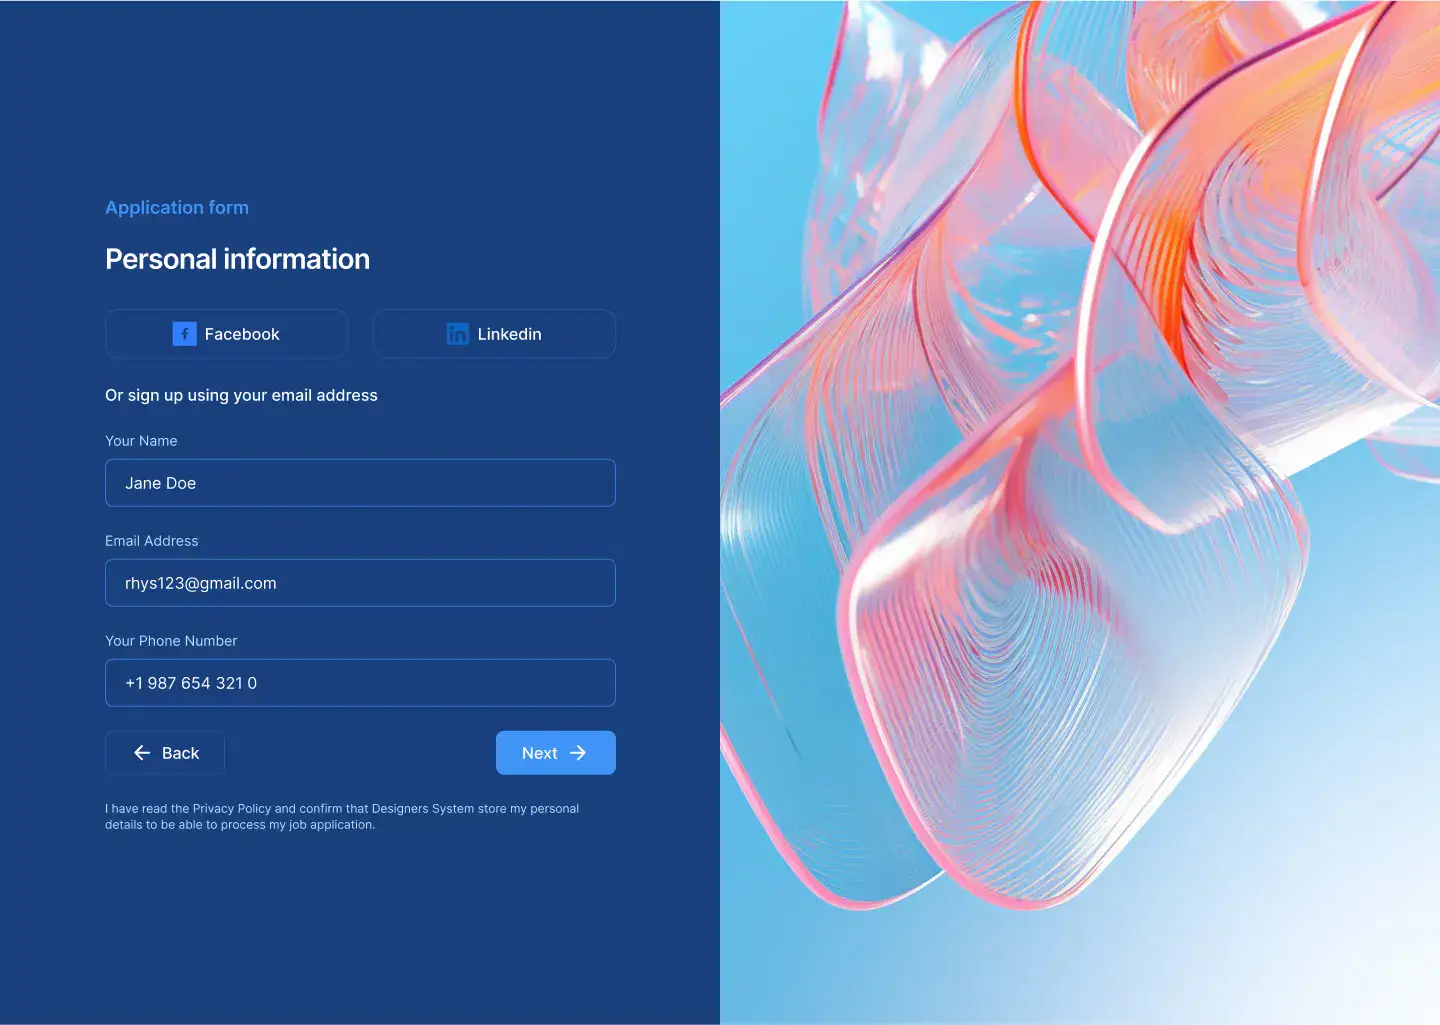 Application form
Personal information
Facebook
Linkedin
Or sign up using your email address
Your Name
Jane Doe
Email Address
rhys123@gmail.com
Your Phone Number
+1 987 654 321 0
Back
Next
I have read the Privacy Policy and confirm that Designers System store my personal
details to be able to process my job application.